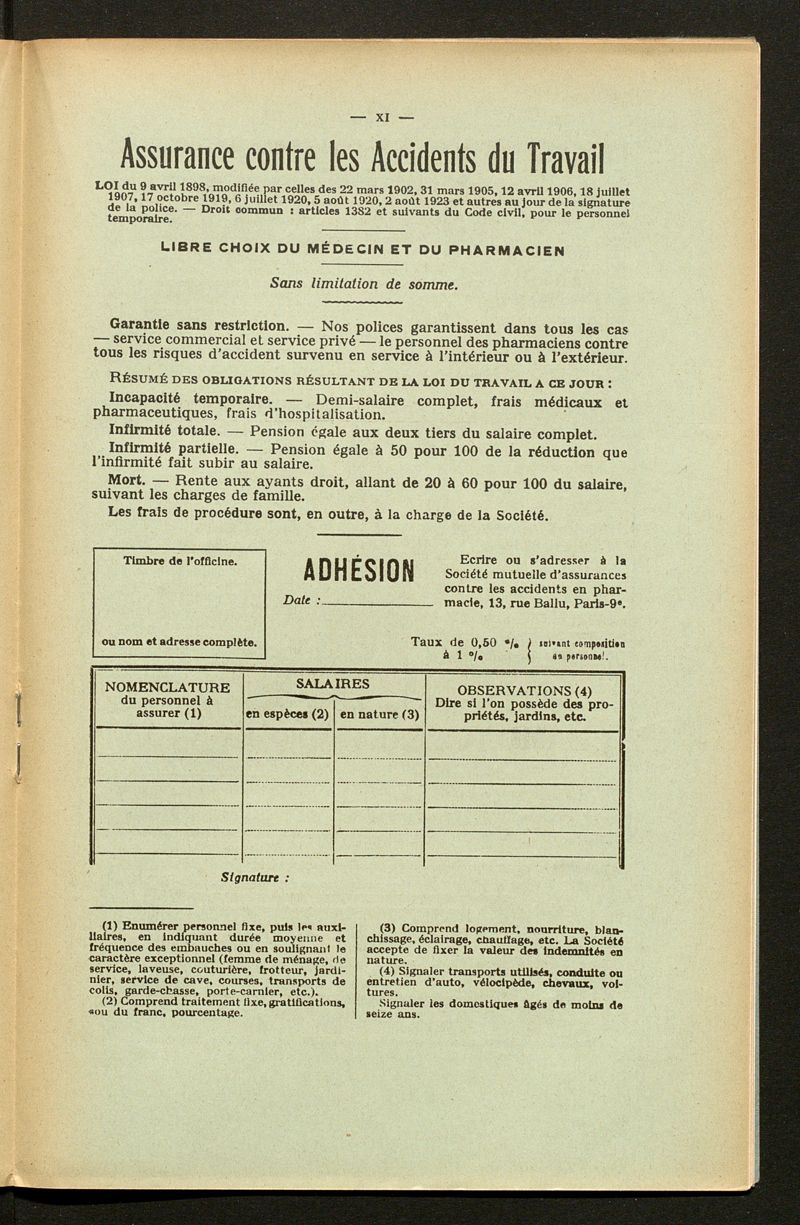 — XI —
Assurance contre les Accidents du Travail
LOI du 9 avril 1898, modifiée par celles des 22 mars 1902, 31 mars 1905, 12 avril 1906, 18 juillet
1907, 17 octobre 1919, 6 juillet 1920, 5 août 1920, 2 août 1923 et autres au jour de la signature
de la police. — Droit commun : articles 1382 et suivants du Code civil, pour le personnel
temporaire.
LIBRE CHOIX DU MÉDECIN ET DU PHARMACIEN
Sans limitation de somme.
Garantie sans restriction. — Nos polices garantissent dans tous les cas
— service commercial et service privé — le personnel des pharmaciens contre
tous les risques d'accident survenu en service à l'intérieur ou à l'extérieur.
RÉSUMÉ DES OBLIGATIONS RÉSULTANT DE LA LOI DU TRAVAIL A CE JOUR :
Incapacité temporaire. — Demi-salaire complet, frais médicaux et
pharmaceutiques, frais d'hospitalisation.
Infirmité totale. — Pension égale aux deux tiers du salaire complet.
Infirmité partielle. — Pension égale à 50 pour 100 de la réduction que
l'infirmité fait subir au salaire.
Mort. — Rente aux ayants droit, allant de 20 à 60 pour 100 du salaire,
suivant les charges de famille.
Les frais de procédure sont, en outre, à la charge de la Société.
Timbre de l'officine.
ou nom et adresse complète.
ADHÉSION
Date :
Ecrire ou s'adresser à la
Société mutuelle d'assurances
contre les accidents en phar-
macie, 13, rue Ballu, Paris-9e.
Taux de 0,50 % } suivant composition
à 1 % } du personnel.
NOMENCLATURE
du personnel à
assurer (1)
SALAIRES
en espèces (2)
en nature (3)
OBSERVATIONS (4)
Dire si l'on possède des pro-
priétés, jardins, etc.
Signature :
(1) Enumérer personnel fixe, puis les auxi-
liaires, en indiquant durée moyenne et
fréquence des embauches ou en soulignant le
caractère exceptionnel (femme de ménage, de
service, laveuse, couturière, frotteur, jardi-
nier, service de cave, courses, transports de
colis, garde-chasse, porte-carnier, etc.).
(2) Comprend traitement fixe, gratifications,
sou du franc, pourcentage.
(3) Comprend logement, nourriture, blan-
chissage, éclairage, chauffage, etc. La Société
accepte de fixer la valeur des indemnités en
nature.
(4) Signaler transports utilisés, conduite ou
entretien d'auto, vélocipède, chevaux, voi-
tures.
Signaler les domestiques âgés de moins de
seize ans.